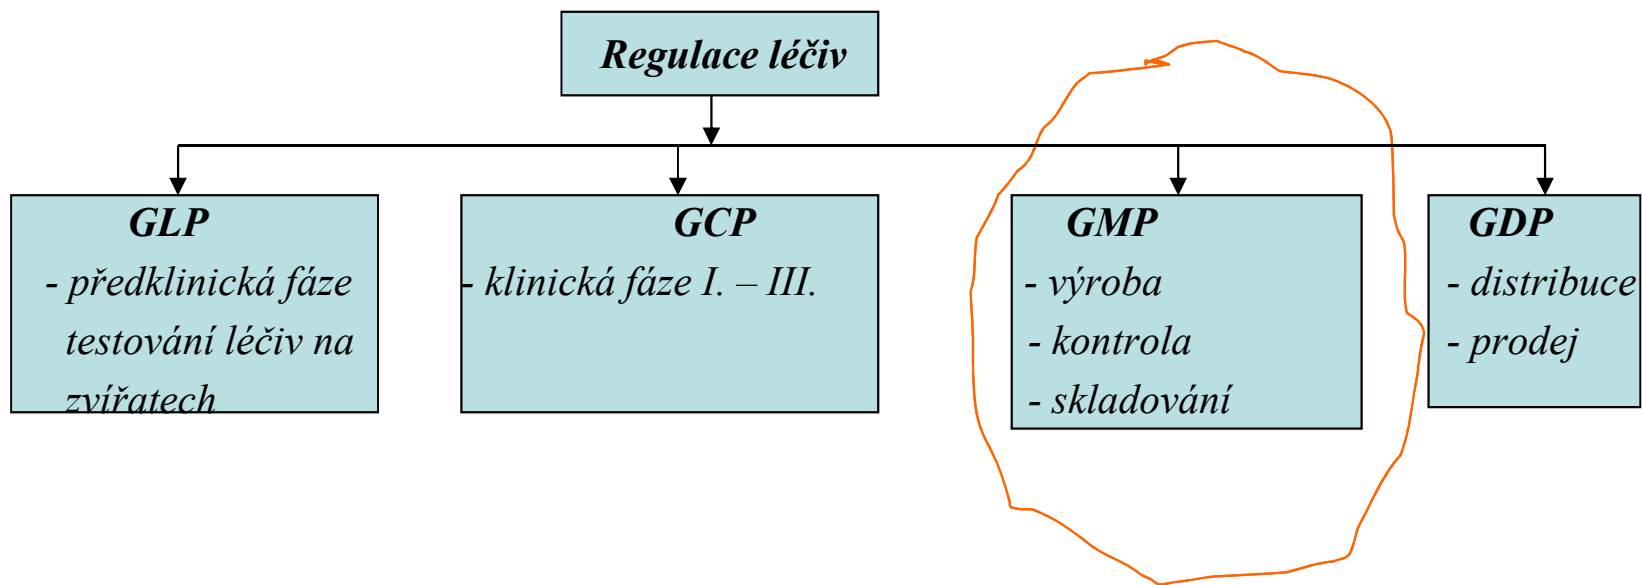 Regulace léčiv
GLP
- předklinická fáze
testování léčiv na
zvířatech
GCP
- klinická fáze I. – III.
GMP
- výroba
- kontrola
- skladování
GDP
- distribuce
- prodej